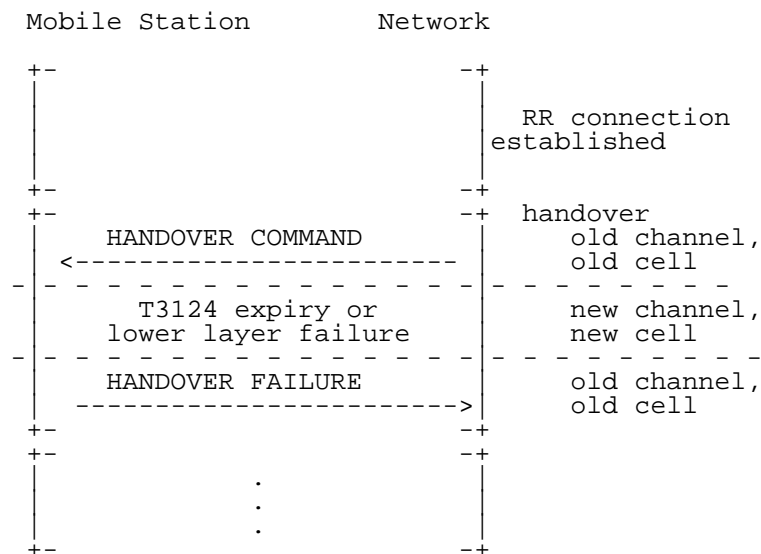 Mobile Station Network
+- -+
| |
| | RR connection
| |established
| |
+- -+
+- -+ handover
| HANDOVER COMMAND | old channel,
| <------------------------ | old cell
- - - - - - - - - - - - - - - - - - - - - - -
| T3124 expiry or | new channel,
| lower layer failure | new cell
- - - - - - - - - - - - - - - - - - - - - - - -
| HANDOVER FAILURE | old channel,
| ------------------------>| old cell
+- -+
+- -+
| . |
| . |
| . |
+- -+